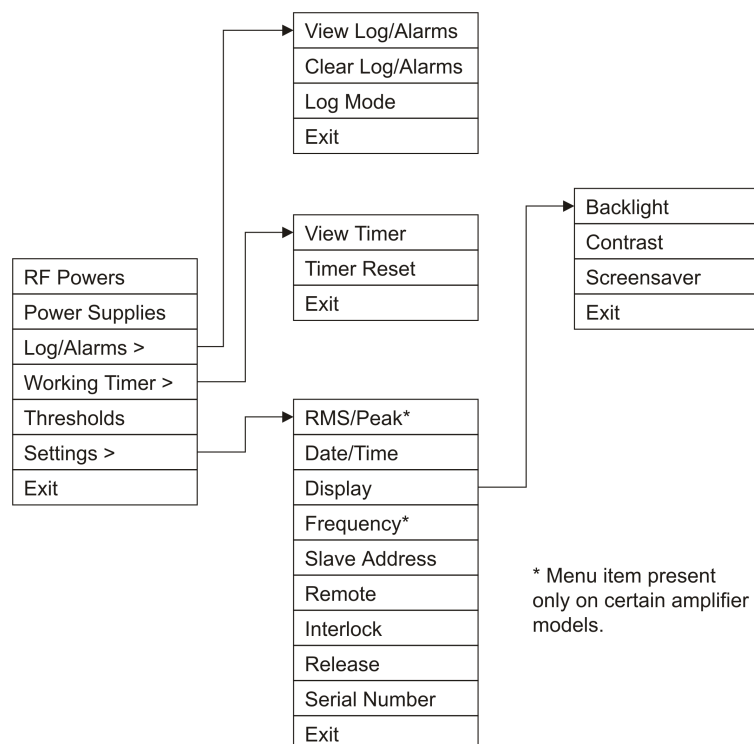 View Log/Alarms
Clear Log/Alarms
Log Mode
Exit
View Timer
Timer Reset
Exit
Backlight
Contrast
Screensaver
Exit
RF Powers
Power Supplies
Log/Alarms >
Working Timer >
Thresholds
Settings >
Exit
RMS/Peak*
Date/Time
Display
Frequency*
Slave Address
Remote
Interlock
Release
Serial Number
Exit
* Menu item present
only on certain amplifier
models.